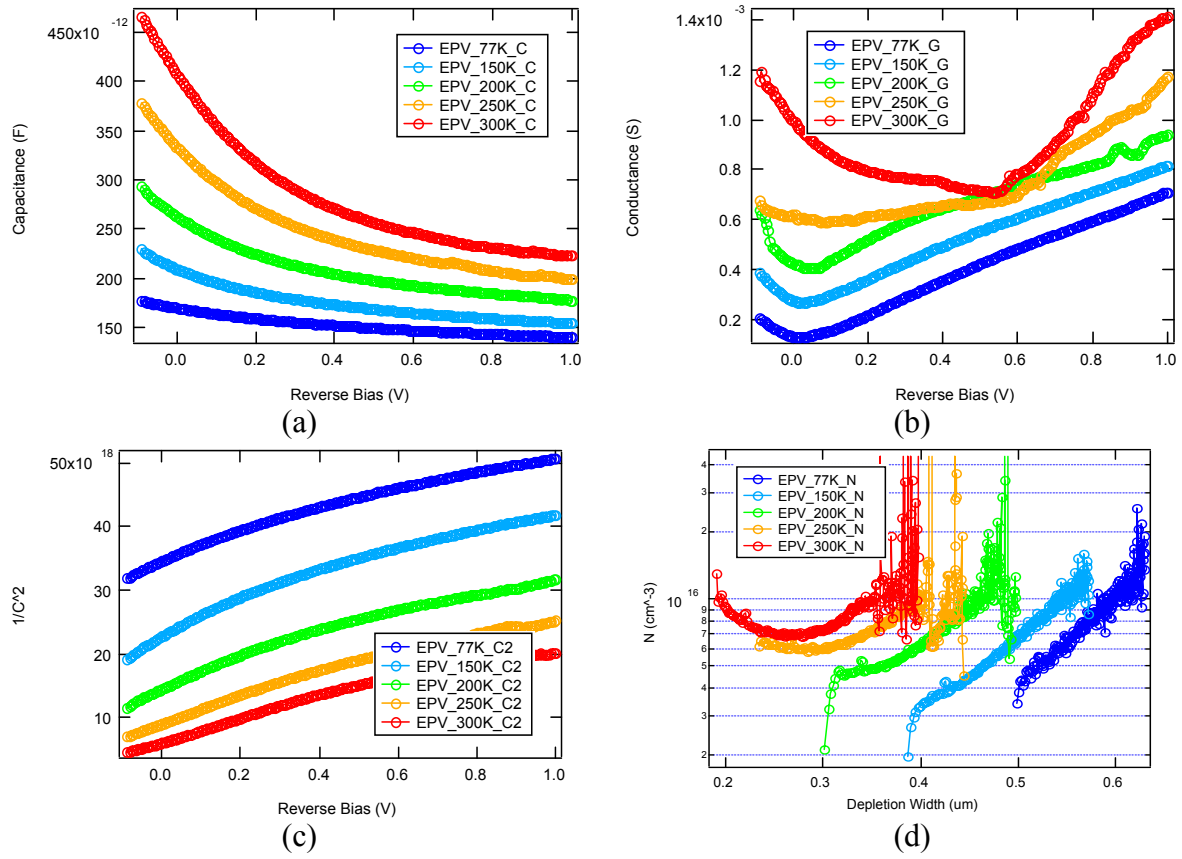 450x10 -12
400
350
300
250
200
150
Capacitance (F)
EPV_77K_C
EPV_150K_C
EPV_200K_C
EPV_250K_C
EPV_300K_C
0.0 0.2 0.4 0.6 0.8 1.0
Reverse Bias (V)
(a)
1.4x10 -3
1.2
1.0
0.8
0.6
0.4
0.2
Conductance (S)
EPV_77K_G
EPV_150K_G
EPV_200K_G
EPV_250K_G
EPV_300K_G
0.0 0.2 0.4 0.6 0.8 1.0
Reverse Bias (V)
(b)
50x10 18
40
30
20
10
1/C^2
EPV_77K_C2
EPV_150K_C2
EPV_200K_C2
EPV_250K_C2
EPV_300K_C2
0.0 0.2 0.4 0.6 0.8 1.0
Reverse Bias (V)
(c)
4
3
2
10 16
9
8
7
6
5
4
3
2
N (cm^-3)
EPV_77K_N
EPV_150K_N
EPV_200K_N
EPV_250K_N
EPV_300K_N
0.2 0.3 0.4 0.5 0.6
Depletion Width (um)
(d)